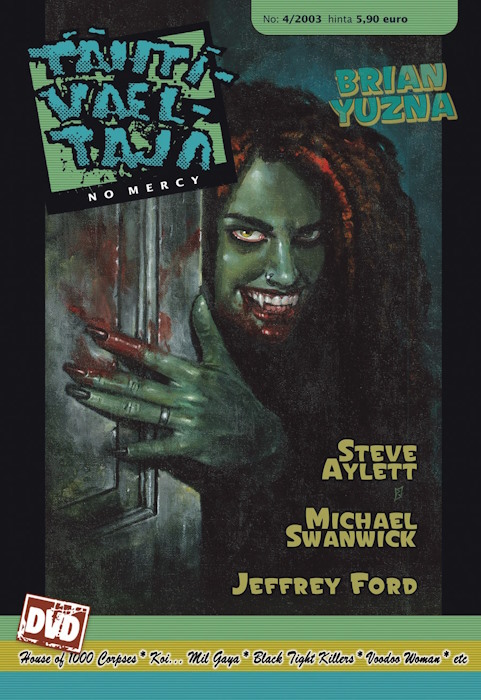 No: 4/2003 hinta 5,90 euro
TÄHTI-
VAEL-
TAJA
NO MERCY
BRIAN
YUZNA
STEVE
AYLETT
MICHAEL
SWANWICK
JEFFREY FORD
DVD
House of 1000 Corpses * Koi... Mil Gaya * Black Tight Killers * Voodoo Woman * etc